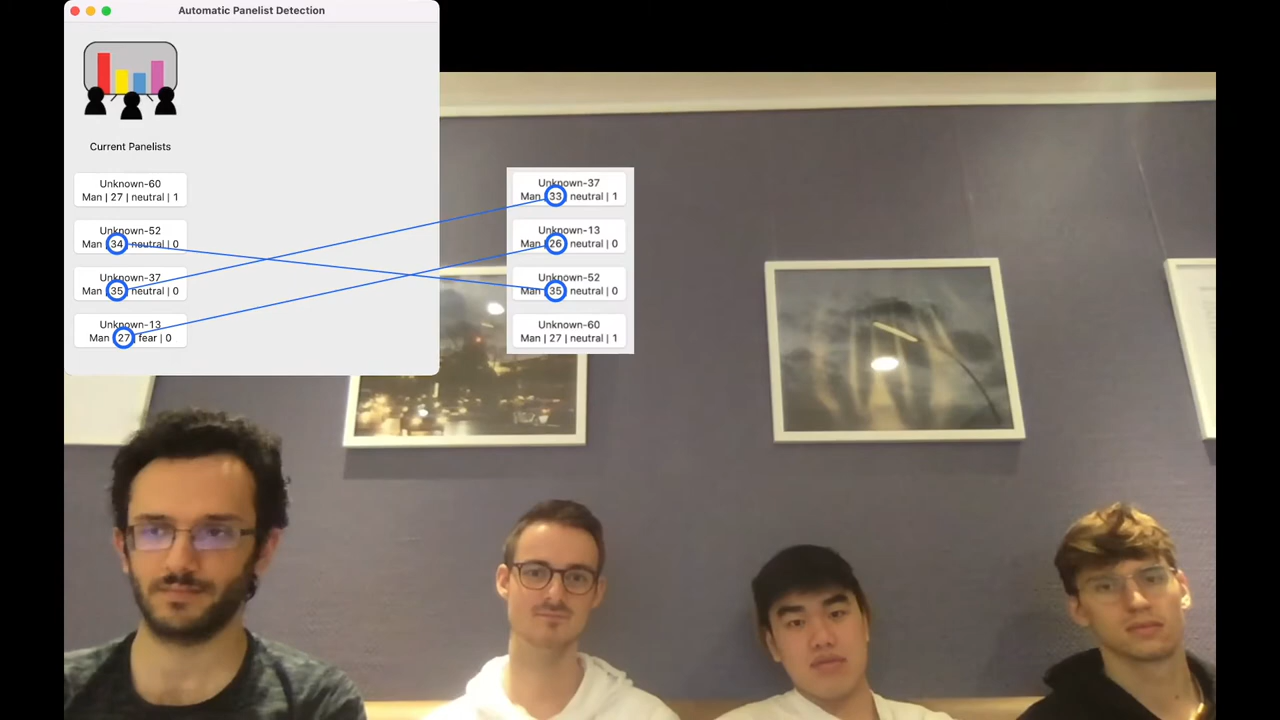 Automatic Panelist Detection
Current Panelists
Unknown-60
Man | 27 | neutral | 1
Unknown-52
Man | 34 | neutral | 0
Unknown-37
Man | 35 | neutral | 0
Unknown-13
Man | 27 | fear | 0
Unknown-37
Man | 33 | neutral | 1
Unknown-13
Man | 26 | neutral | 0
Unknown-52
Man | 35 | neutral | 0
Unknown-60
Man | 27 | neutral | 1